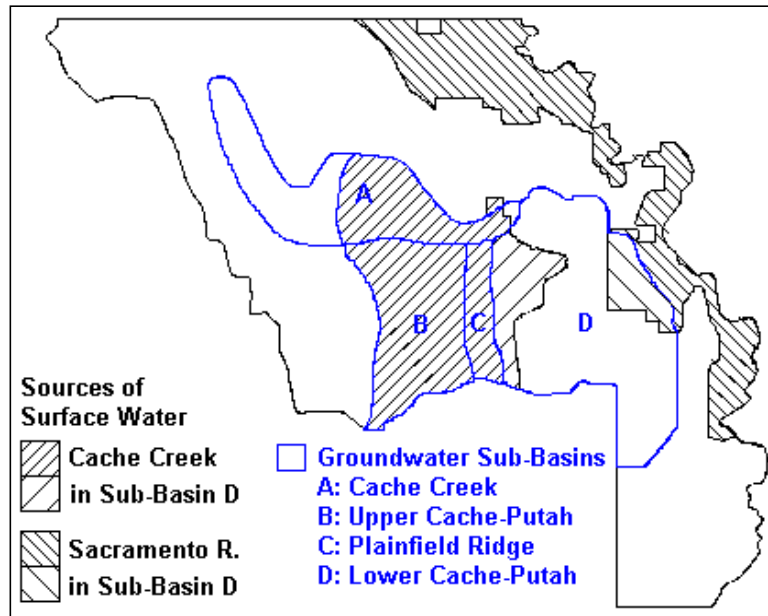 A
B
C
D
Sources of
Surface Water
Cache Creek
in Sub-Basin D
Sacramento R.
in Sub-Basin D
Groundwater Sub-Basins
A: Cache Creek
B: Upper Cache-Putah
C: Plainfield Ridge
D: Lower Cache-Putah